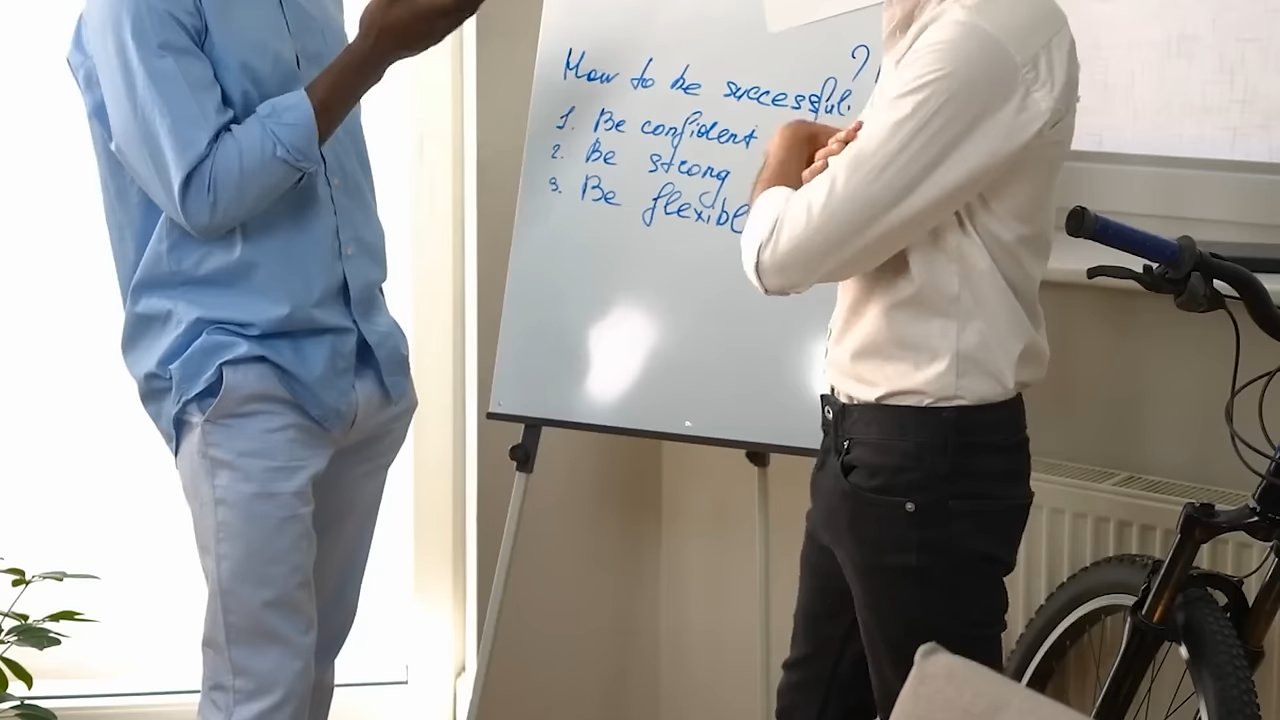 How to be successful?
1. Be confident
2. Be strong
3. Be flexible